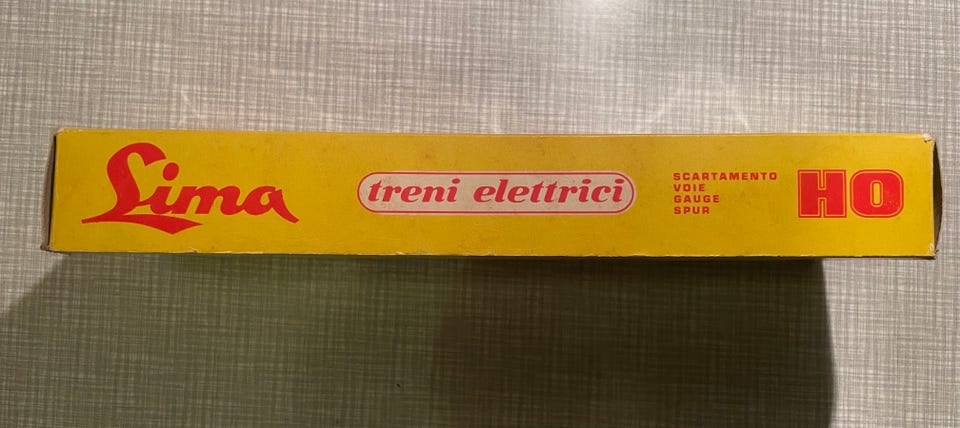 Lima
treni elettrici
SCARTAMENTO
VOIE
GAUGE
SPUR
HO